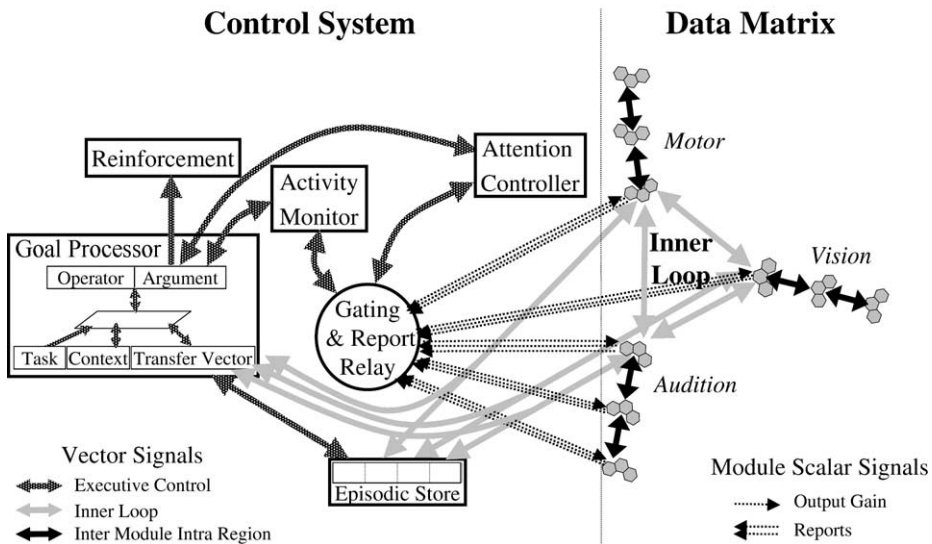 Control System
Data Matrix
Reinforcement
Activity
Monitor
Attention
Controller
Motor
Goal Processor
Operator Argument
Task Context Transfer Vector
Gating
& Report
Relay
Inner
Loop
Vision
Audition
Episodic Store
Vector Signals
Executive Control
Inner Loop
Inter Module Intra Region
Module Scalar Signals
Output Gain
Reports